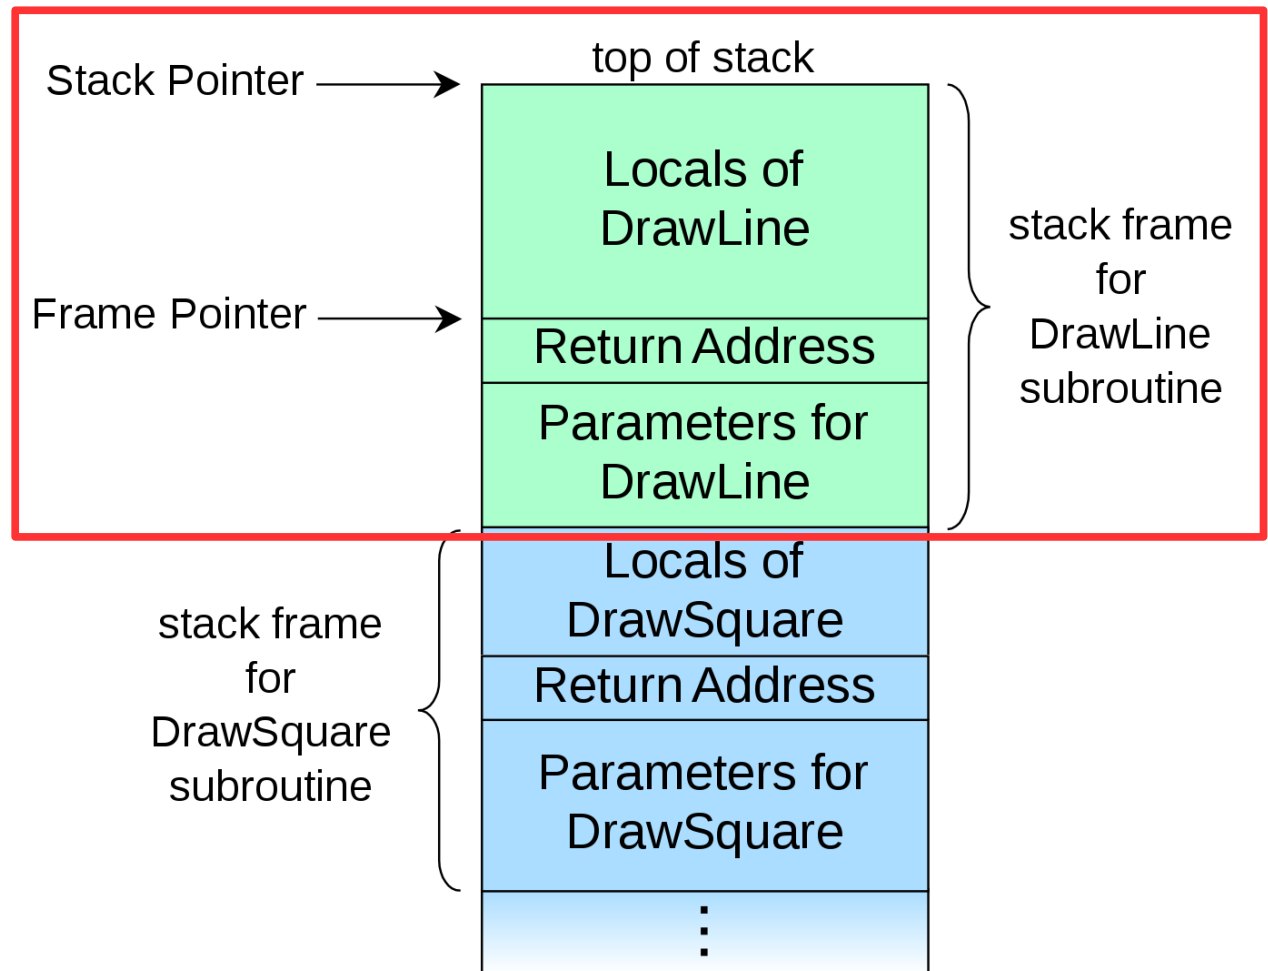 top of stack
Stack Pointer
Locals of
DrawLine
Frame Pointer
Return Address
Parameters for
DrawLine
stack frame
for
DrawLine
subroutine
Locals of
DrawSquare
Return Address
Parameters for
DrawSquare
stack frame
for
DrawSquare
subroutine
⋮